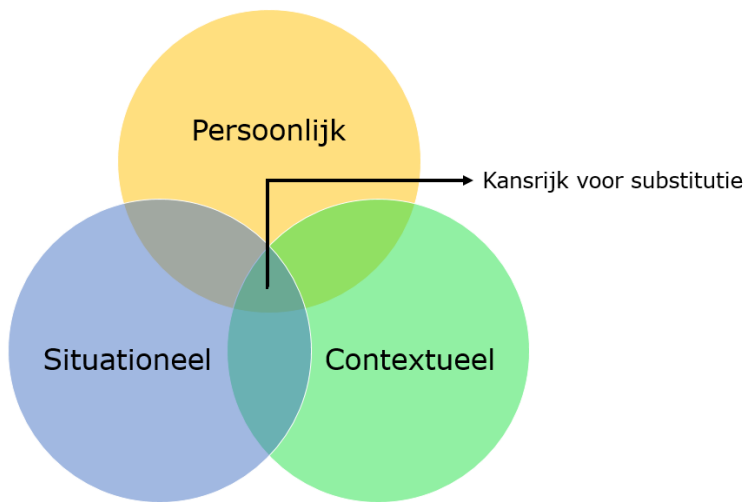 Persoonlijk
Kansrijk voor substitutie
Situationeel
Contextueel